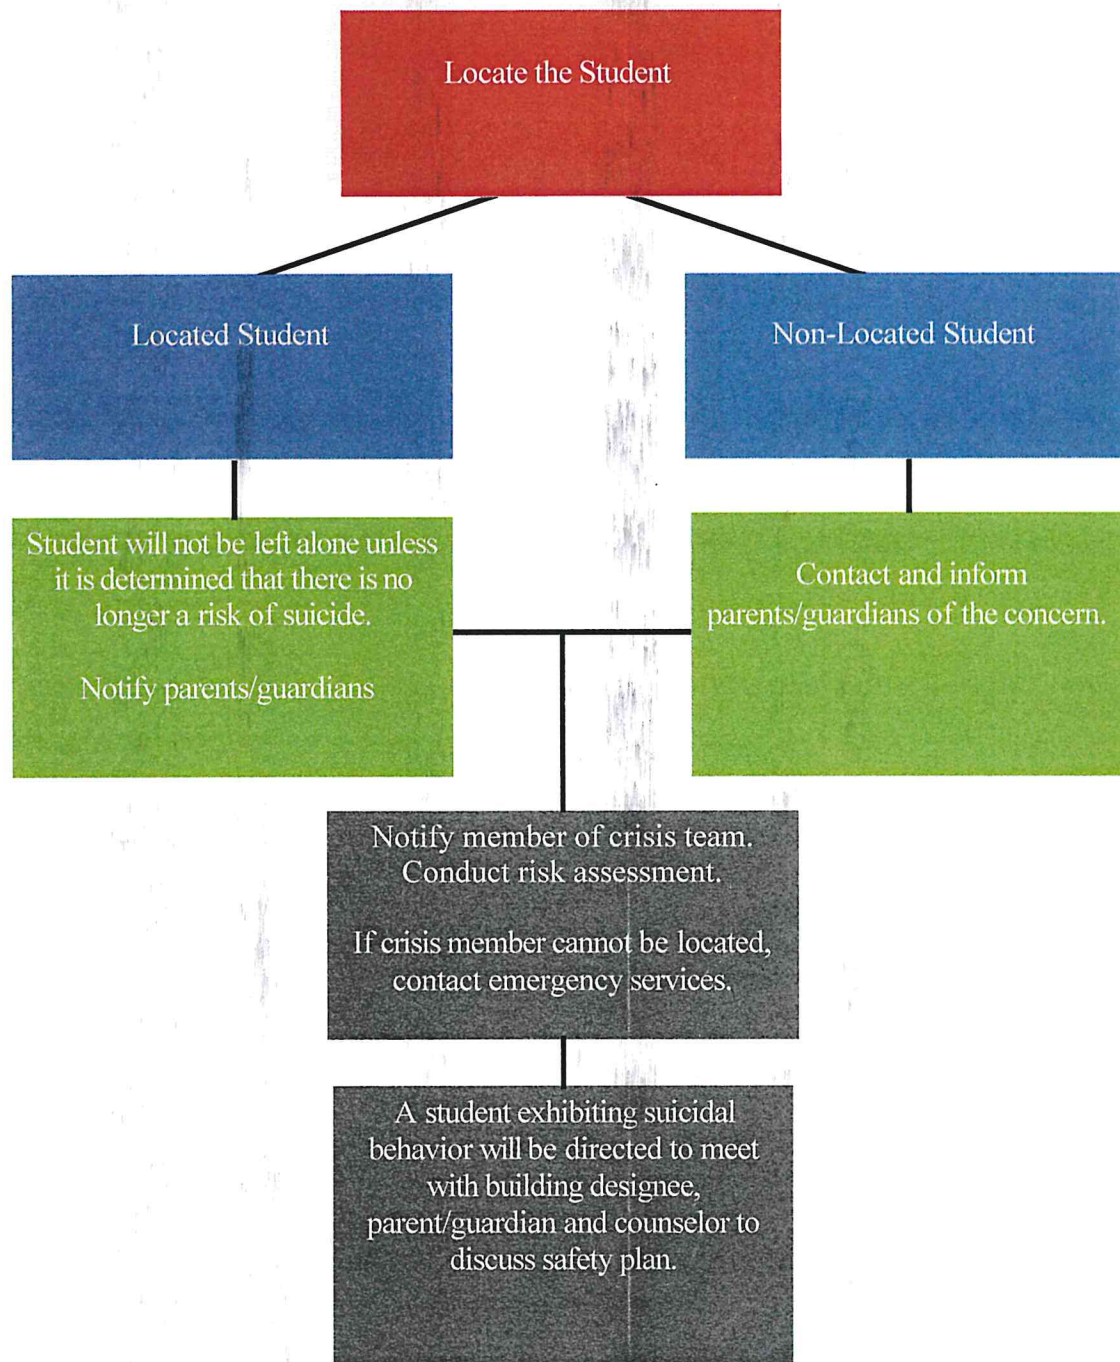 Locate the Student
Located Student
Non-Located Student
Student will not be left alone unless
it is determined that there is no
longer a risk of suicide.
Notify parents/guardians
Contact and inform
parents/guardians of the concern.
Notify member of crisis team.
Conduct risk assessment.
If crisis member cannot be located,
contact emergency services.
A student exhibiting suicidal
behavior will be directed to meet
with building designee,
parent/guardian and counselor to
discuss safety plan.